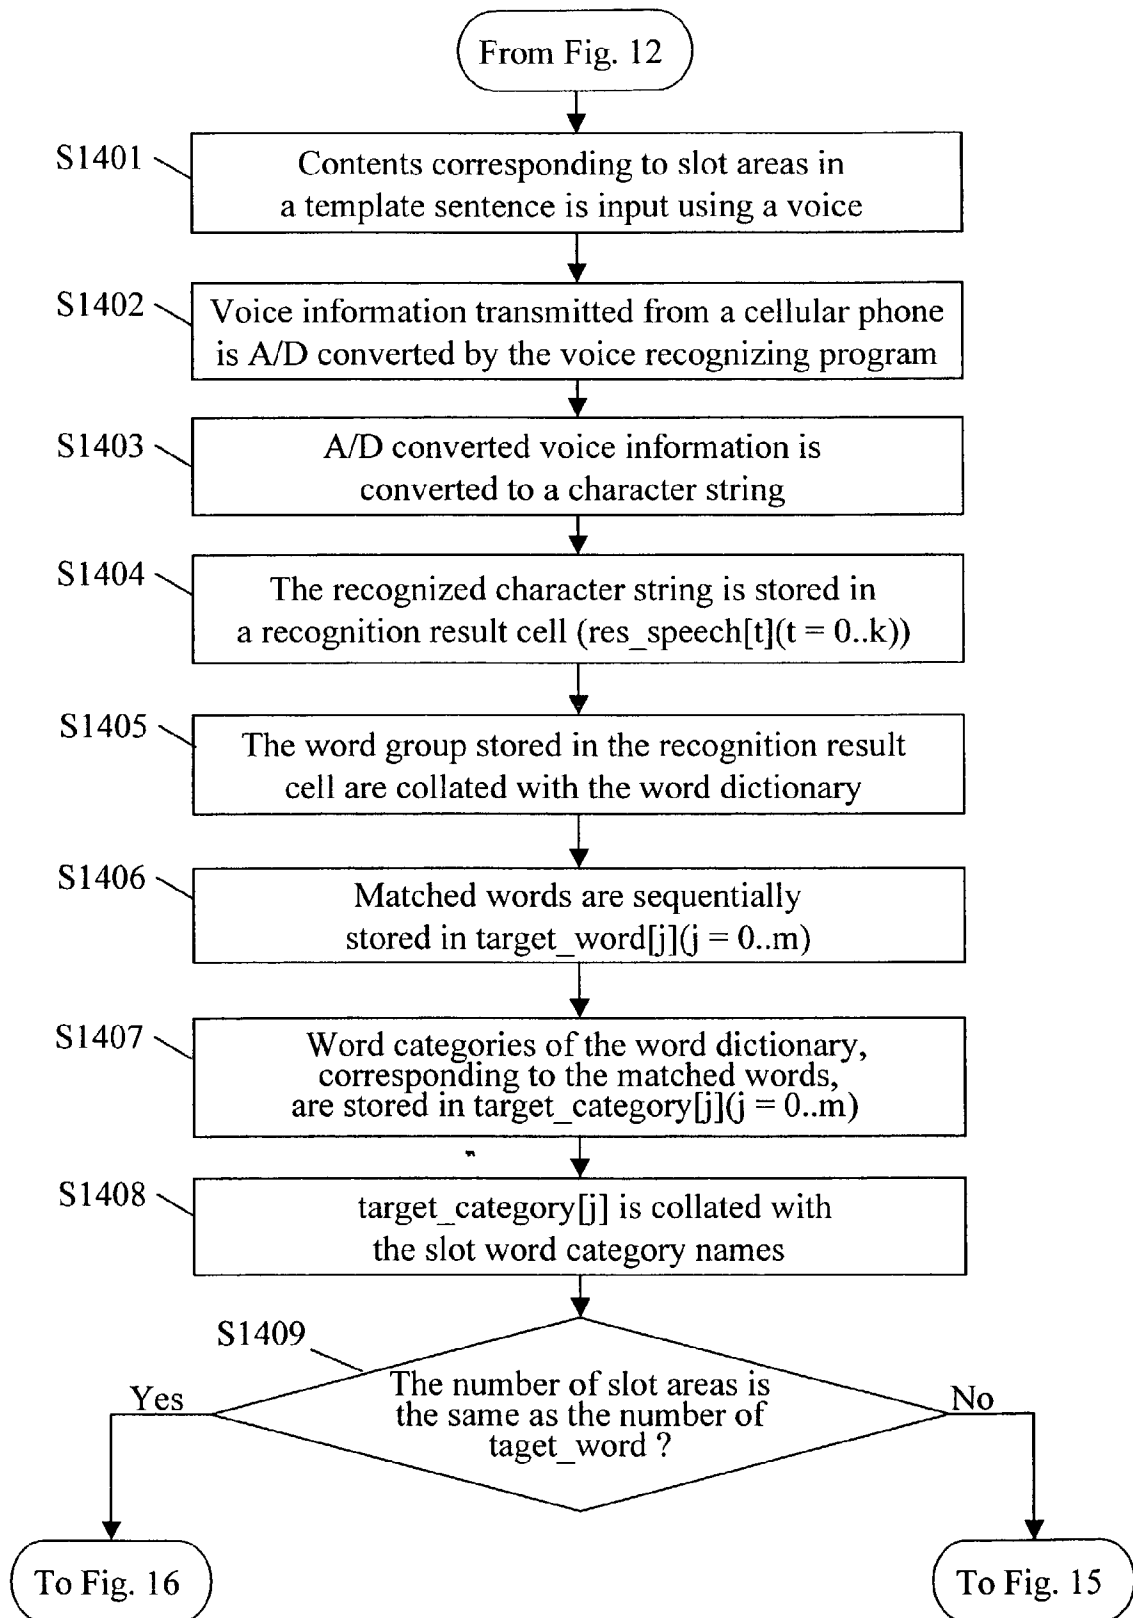 From Fig. 12
S1401
Contents corresponding to slot areas in
a template sentence is input using a voice
S1402
Voice information transmitted from a cellular phone
is A/D converted by the voice recognizing program
S1403
A/D converted voice information is
converted to a character string
S1404
The recognized character string is stored in
a recognition result cell (res_speech[t](t = 0..k))
S1405
The word group stored in the recognition result
cell are collated with the word dictionary
S1406
Matched words are sequentially
stored in target_word[j](j = 0..m)
S1407
Word categories of the word dictionary,
corresponding to the matched words,
are stored in target_category[j](j = 0..m)
S1408
target_category[j] is collated with
the slot word category names
S1409
The number of slot areas is
the same as the number of
taget_word ?
Yes
No
To Fig. 16
To Fig. 15